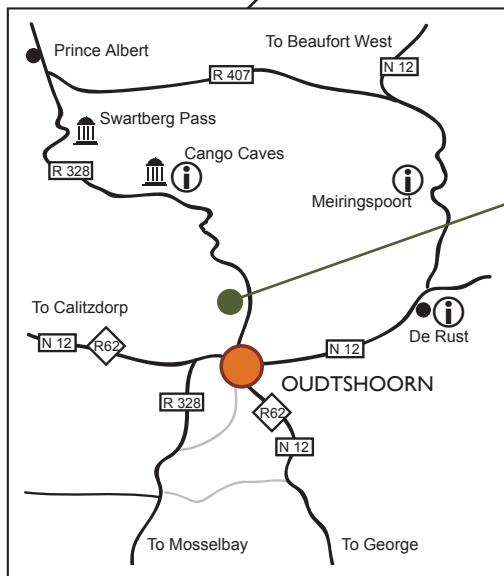 To Beaufort West
Prince Albert
N 12
R 407
Swartberg Pass
Cango Caves
R 328
i
i
Meiringspoort
To Calitzdorp
i
N 12
R62
N 12
De Rust
OUDTSHOORN
R 328
R62
N 12
To Mosselbay
To George